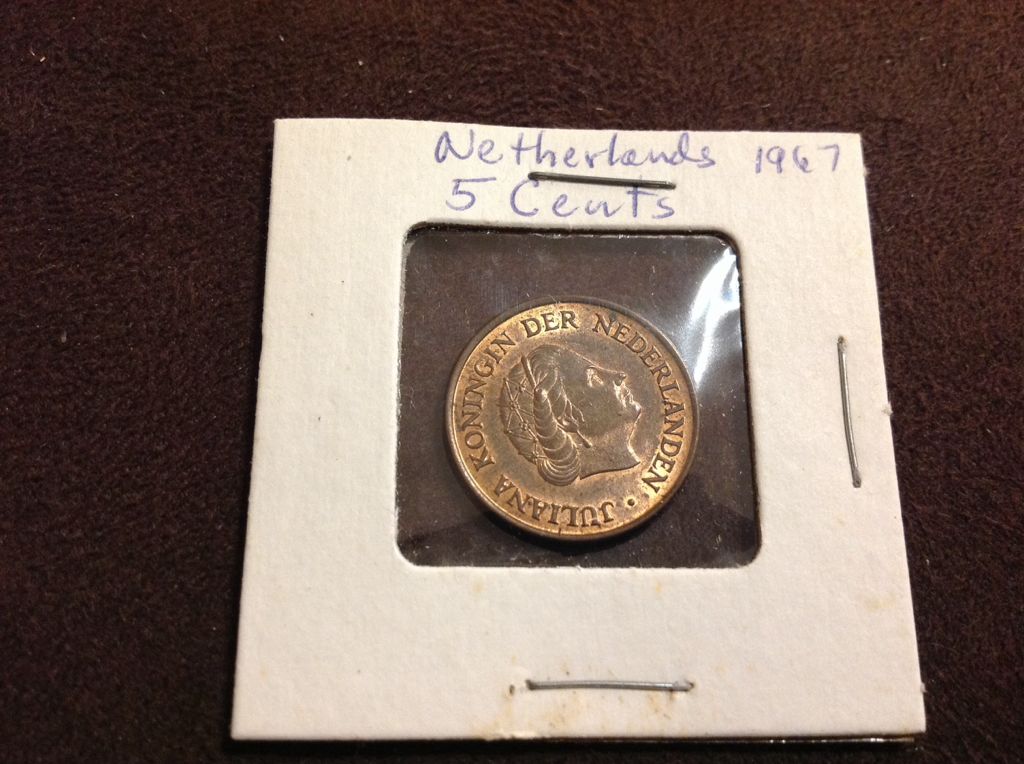 Netherlands 1967
5 Cents
JULIANA KONINGIN DER NEDERLANDEN ·